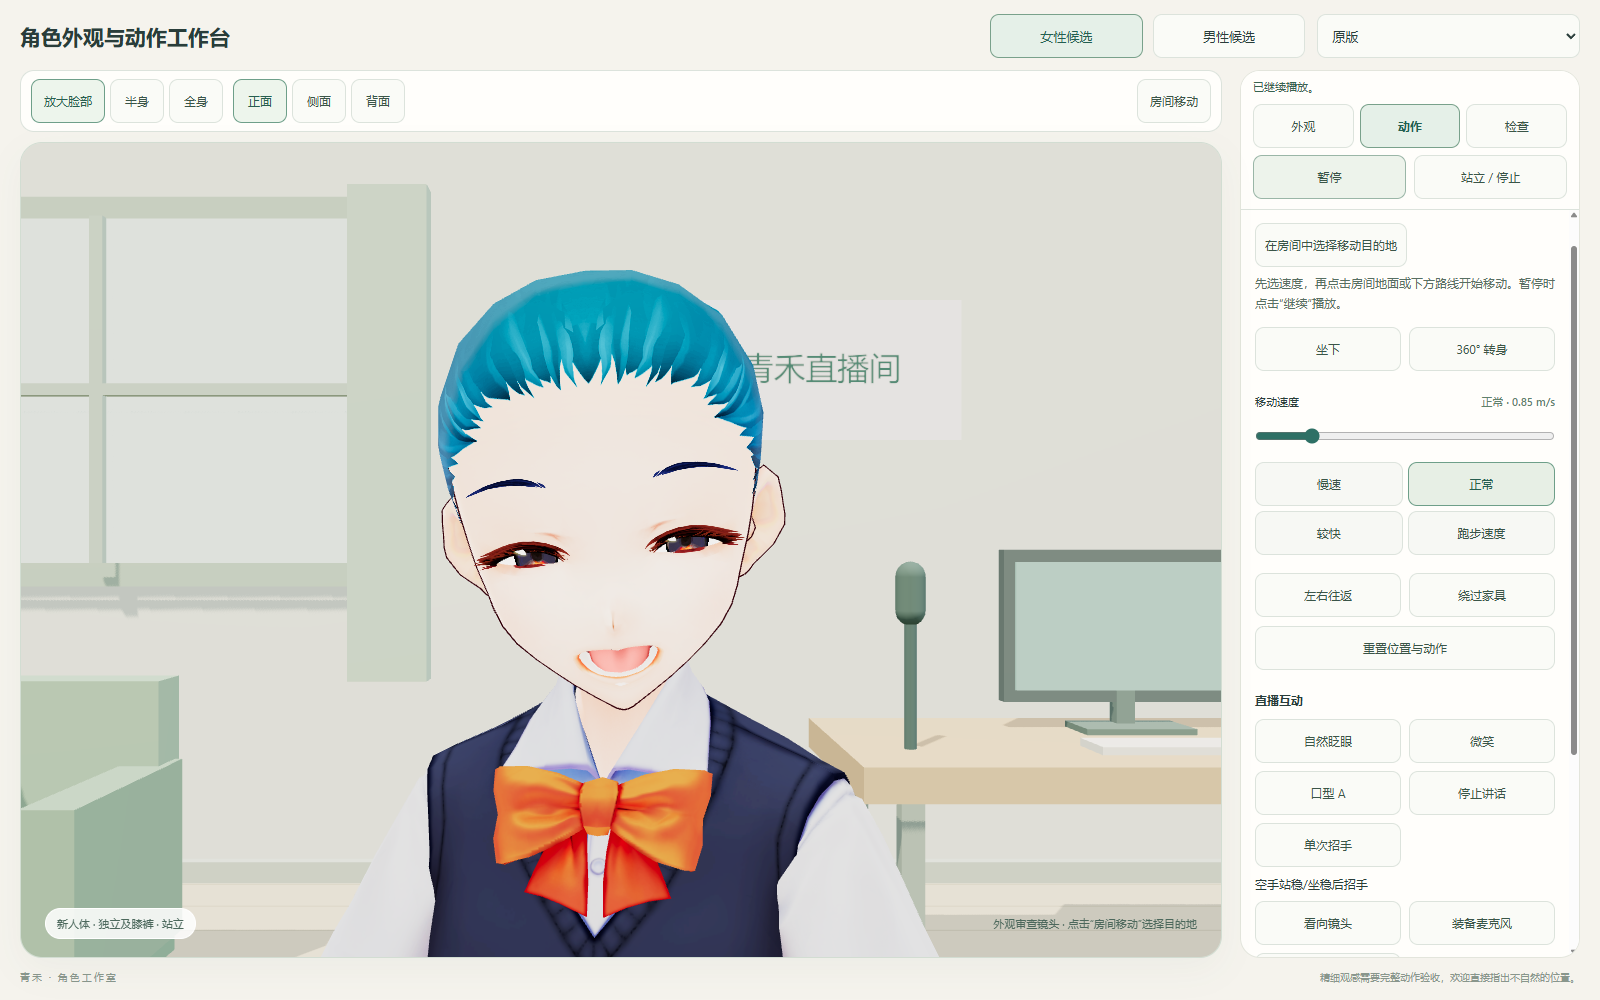 角色外观与动作工作台
女性候选
男性候选
原版
放大脸部
半身
全身
正面
侧面
背面
房间移动
青禾直播间
新人体 · 独立及膝裤 · 站立
外观审查镜头 · 点击“房间移动”选择目的地
已继续播放。
外观
动作
检查
暂停
站立 / 停止
在房间中选择移动目的地
先选速度，再点击房间地面或下方路线开始移动。暂停时
点击“继续”播放。
坐下
360° 转身
移动速度
正常 · 0.85 m/s
慢速
正常
较快
跑步速度
左右往返
绕过家具
重置位置与动作
直播互动
自然眨眼
微笑
口型 A
停止讲话
单次招手
空手站稳/坐稳后招手
看向镜头
装备麦克风
青禾 · 角色工作室
精细观感需要完整动作验收，欢迎直接指出不自然的位置。